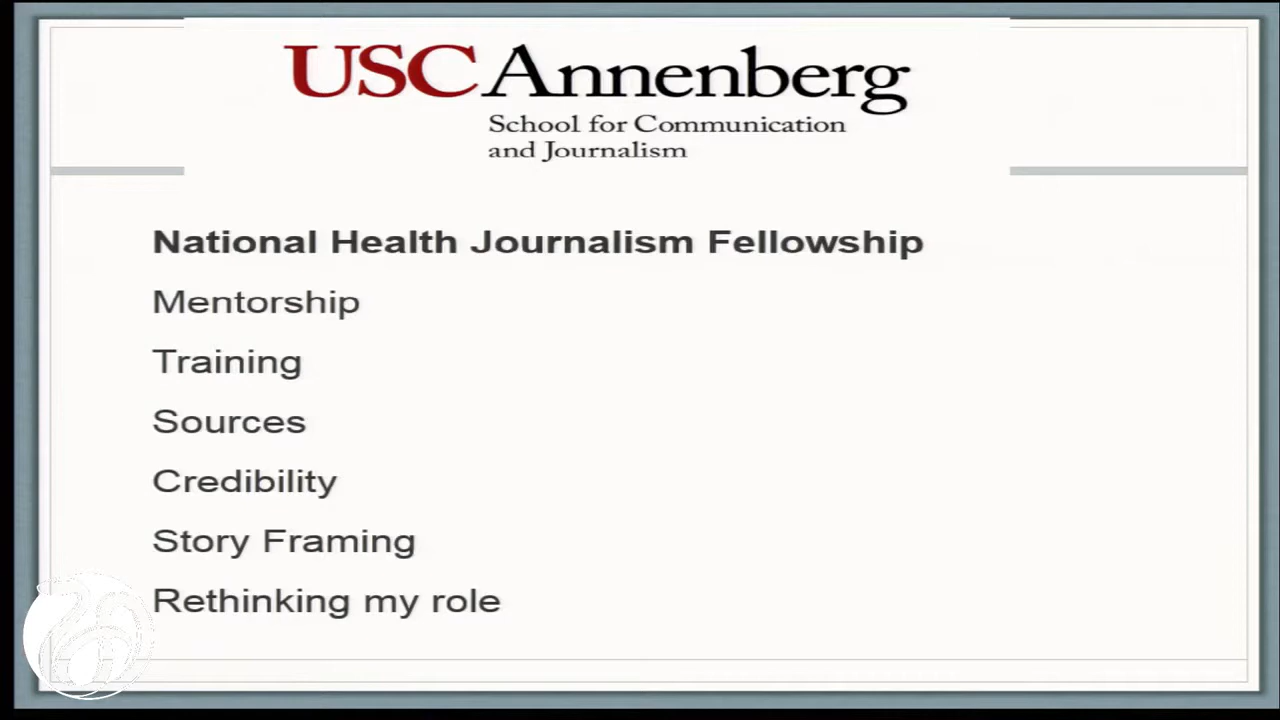 USC Annenberg
School for Communication
and Journalism
National Health Journalism Fellowship
Mentorship
Training
Sources
Credibility
Story Framing
Rethinking my role